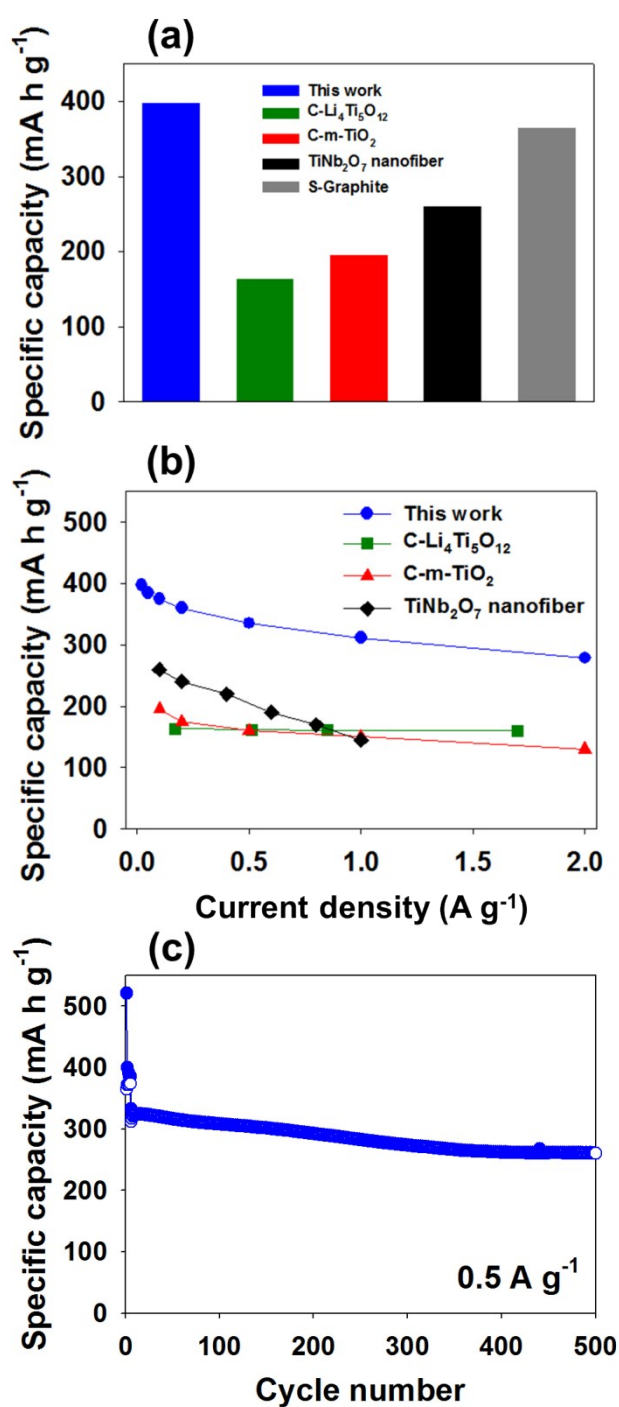 (a)
Specific capacity (mA h g⁻¹)
400
300
200
100
0
This work
C-Li₄Ti₅O₁₂
C-m-TiO₂
TiNb₂O₇ nanofiber
S-Graphite
(b)
Specific capacity (mA h g⁻¹)
500
400
300
200
100
0
This work
C-Li₄Ti₅O₁₂
C-m-TiO₂
TiNb₂O₇ nanofiber
0.0 0.5 1.0 1.5 2.0
Current density (A g⁻¹)
(c)
Specific capacity (mA h g⁻¹)
500
400
300
200
100
0
0.5 A g⁻¹
0 100 200 300 400 500
Cycle number